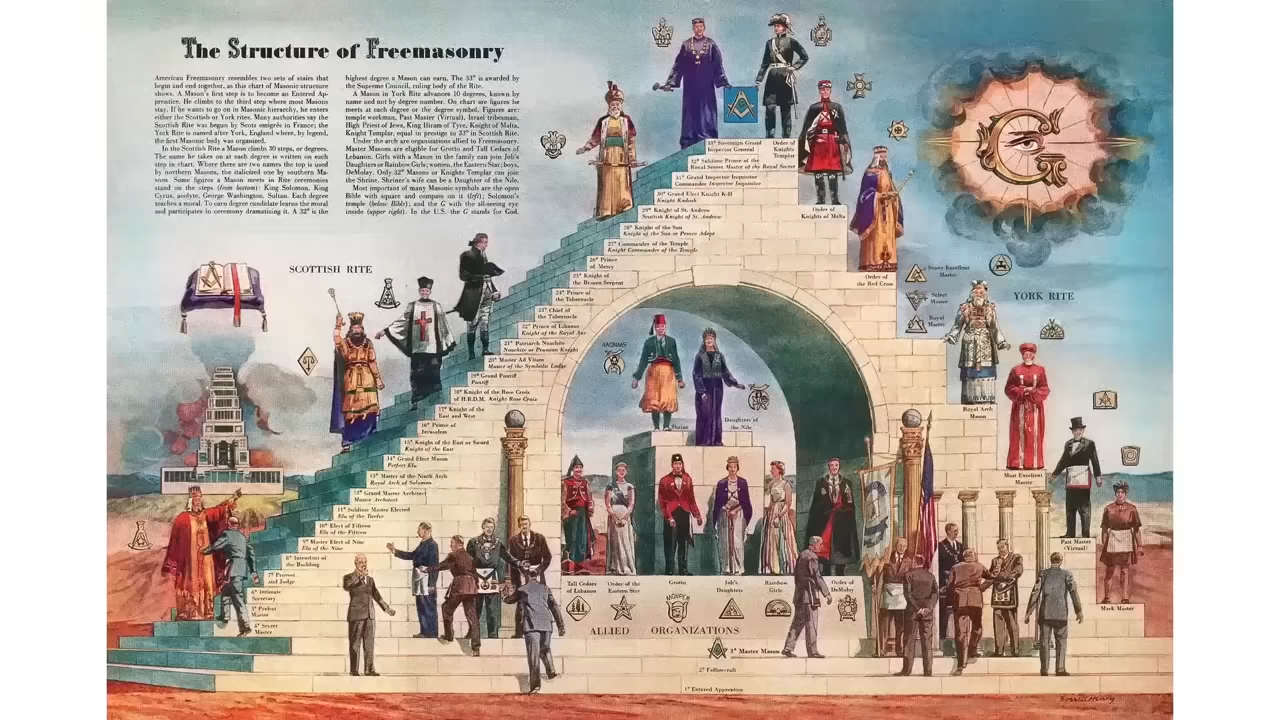 The Structure of Freemasonry
American Freemasonry resembles two sets of stairs that
begin and end together, as this chart of Masonic structure
shows. A Mason's first step is to become an Entered Ap-
prentice. He climbs to the third step where most Masons
stay. If he wants to go on in Masonic hierarchy, he enters
either the Scottish or York rites. Many authorities say the
Scottish Rite was begun by Scots emigrés in France; the
York Rite is named after York, England where, by legend,
the first Masonic body was organized.
In the Scottish Rite a Mason climbs 30 steps, or degrees.
The name he takes on at each degree is written on each
step in chart. Where there are two names the top is used
by northern Masons, the italicized one by southern Ma-
sons. Some figures a Mason meets in Rite ceremonies
stand on the steps (from bottom): King Solomon, King
Cyrus, acolyte, George Washington, Sultan. Each degree
teaches a moral. To earn degree candidate learns the moral
and participates in ceremony dramatizing it. A 32° is the
highest degree a Mason can earn. The 33° is awarded by
the Supreme Council, ruling body of the Rite.
A Mason in York Rite advances 10 degrees, known by
name and not by degree number. On chart are figures he
meets at each degree or the degree symbol. Figures are:
temple workman, Past Master (Virtual), Israel tribesman,
High Priest of Jews, King Hiram of Tyre, Knight of Malta,
Knight Templar, equal in prestige to 33° in Scottish Rite.
Under the arch are organizations allied to Freemasonry.
Master Masons are eligible for Grotto and Tall Cedars of
Lebanon. Girls with a Mason in the family can join Job's
Daughters or Rainbow Girls; women, the Eastern Star; boys,
DeMolay. Only 32° Masons or Knights Templar can join
the Shrine. Shriner's wife can be a Daughter of the Nile.
Most important of many Masonic symbols are the open
Bible with square and compass on it (left); Solomon's
temple (below Bible); and the G with the all-seeing eye
inside (upper right). In the U.S. the G stands for God.
SCOTTISH RITE
YORK RITE
G
33° Sovereign Grand
Inspector General
32° Sublime Prince of the
Royal Secret Master of the Royal Secret
31° Grand Inspector Inquisitor
Commander Inspector Inquisitor
30° Grand Elect Knight K-H
Knight Kadosh
29° Knight of St. Andrew
Scottish Knight of St. Andrew
28° Knight of the Sun
Knight of the Sun or Prince Adept
27° Commander of the Temple
Knight Commander of the Temple
26° Prince
of Mercy
25° Knight of
the Brazen Serpent
24° Prince of
the Tabernacle
23° Chief of
the Tabernacle
22° Prince of Libanus
Knight of the Royal Axe
21° Patriarch Noachite
Noachite or Prussian Knight
20° Master Ad Vitam
Master of the Symbolic Lodge
19° Grand Pontiff
Pontiff
18° Knight of the Rose Croix
of H.R.D.M. Knight Rose Croix
17° Knight of the
East and West
16° Prince of
Jerusalem
15° Knight of the East or Sword
Knight of the East
14° Grand Elect Mason
Perfect Elu
13° Master of the Ninth Arch
Royal Arch of Solomon
12° Grand Master Architect
Master Architect
11° Sublime Master Elected
Elu of the Twelve
10° Elect of Fifteen
Elu of the Fifteen
9° Master Elect of Nine
Elu of the Nine
8° Intendent of
the Building
7° Provost
and Judge
6° Intimate
Secretary
5° Perfect
Master
4° Secret
Master
Order of
Knights
Templar
Order of
Knights of Malta
Order of
the Red Cross
Super Excellent
Master
Select
Master
Royal
Master
Royal Arch
Mason
Most Excellent
Master
Past Master
(Virtual)
Mark Master
Shrine
Daughters of
the Nile
Tall Cedars
of Lebanon
Order of the
Eastern Star
Grotto
Job's
Daughters
Rainbow
Girls
Order of
DeMolay
ALLIED ORGANIZATIONS
3° Master Mason
2° Fellowcraft
1° Entered Apprentice